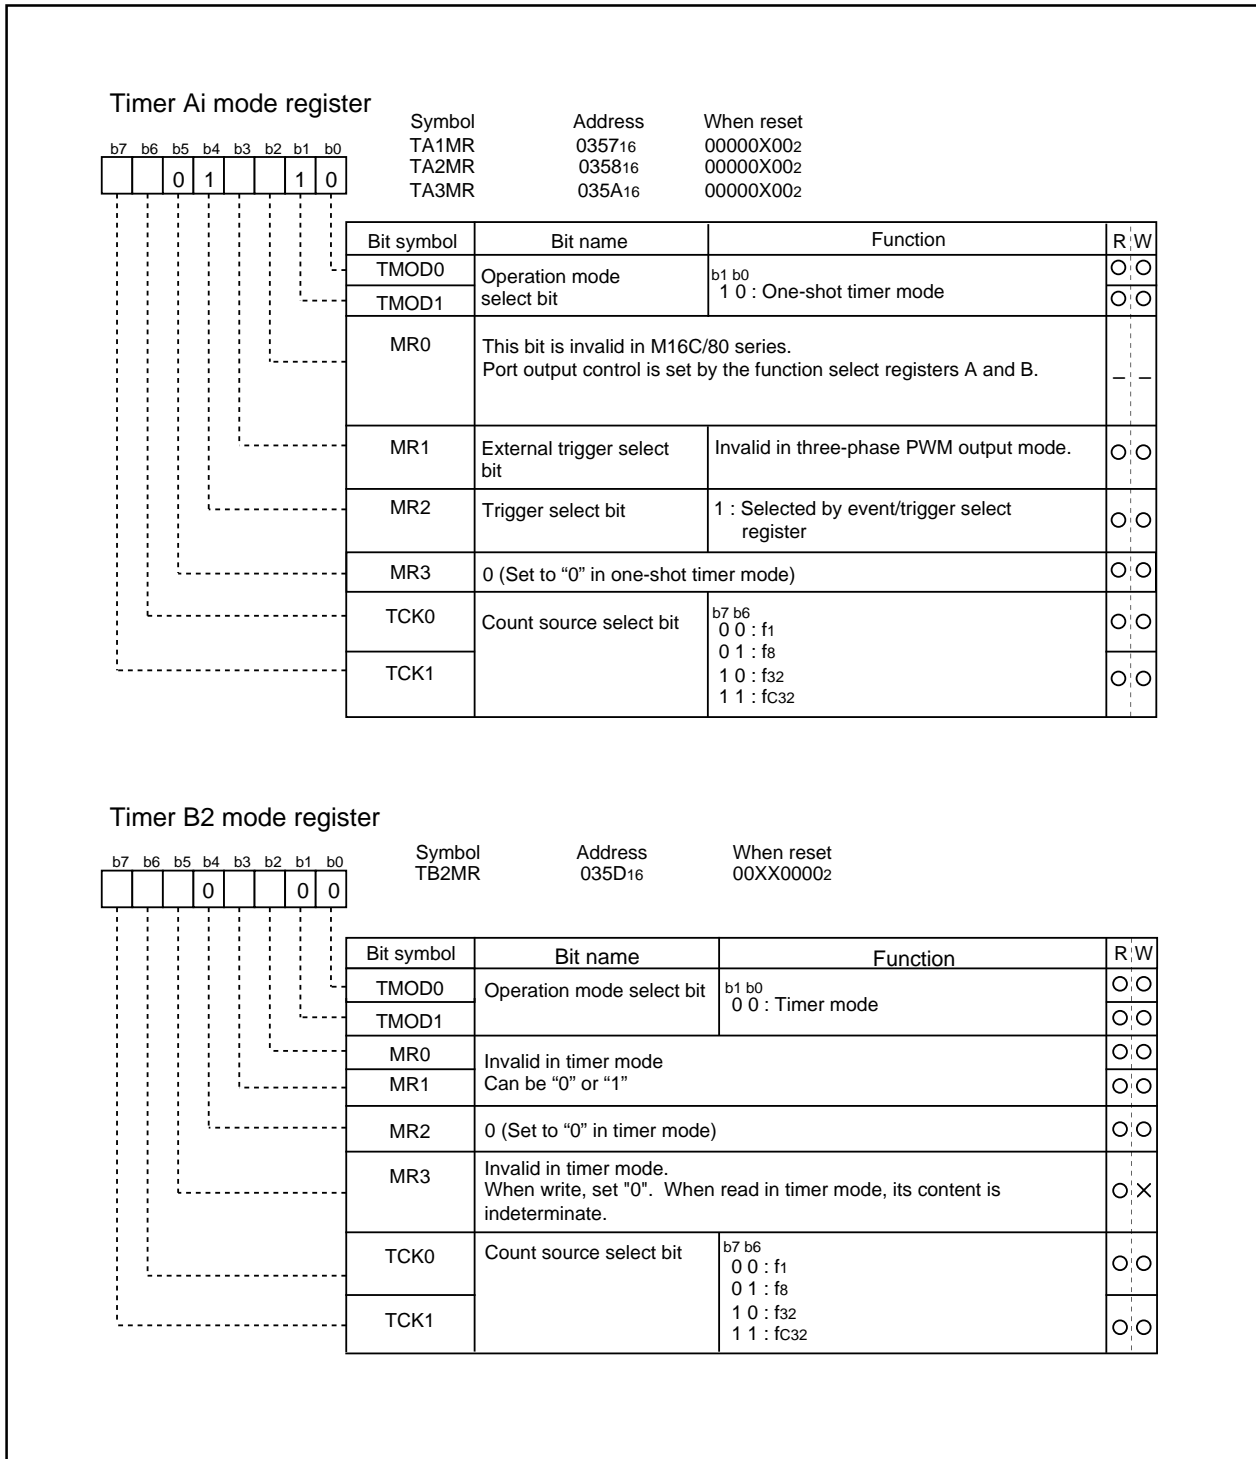 Timer Ai mode register
Symbol Address When reset
TA1MR 035716 00000X002
TA2MR 035816 00000X002
TA3MR 035A16 00000X002
b7 b6 b5 b4 b3 b2 b1 b0
0 1 1 0
Bit symbol Bit name Function R W
TMOD0 Operation mode select bit b1 b0
TMOD1 1 0 : One-shot timer mode
MR0 This bit is invalid in M16C/80 series.
Port output control is set by the function select registers A and B.
– –
MR1 External trigger select bit Invalid in three-phase PWM output mode.
MR2 Trigger select bit 1 : Selected by event/trigger select
register
MR3 0 (Set to “0” in one-shot timer mode)
TCK0 Count source select bit b7 b6
0 0 : f1
0 1 : f8
TCK1 1 0 : f32
1 1 : fC32
Timer B2 mode register
Symbol Address When reset
TB2MR 035D16 00XX00002
b7 b6 b5 b4 b3 b2 b1 b0
0 0 0
Bit symbol Bit name Function R W
TMOD0 Operation mode select bit b1 b0
0 0 : Timer mode
TMOD1
MR0 Invalid in timer mode
MR1 Can be “0” or “1”
MR2 0 (Set to “0” in timer mode)
MR3 Invalid in timer mode.
When write, set "0". When read in timer mode, its content is
indeterminate.
TCK0 Count source select bit b7 b6
0 0 : f1
0 1 : f8
TCK1 1 0 : f32
1 1 : fC32